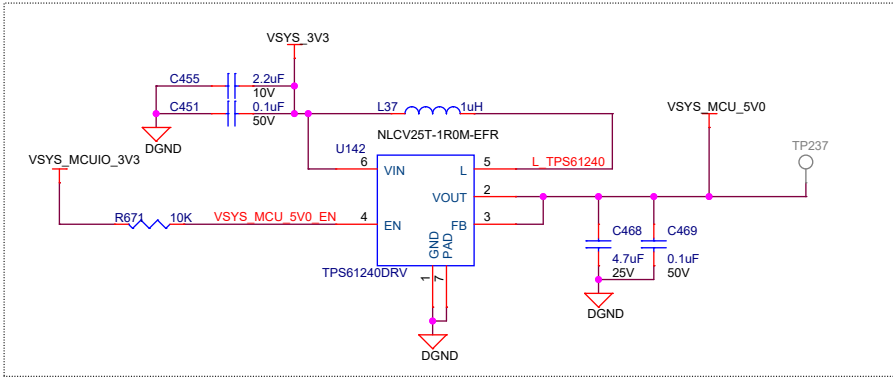 VSYS_3V3
C455 2.2uF
10V
C451 0.1uF
50V
DGND
L37 1uH
NLCV25T-1R0M-EFR
VSYS_MCU_5V0
TP237
VSYS_MCUIO_3V3
U142
6 VIN L 5 L_TPS61240
VOUT 2
R671 10K VSYS_MCU_5V0_EN 4 EN FB 3
GND
PAD
TPS61240DRV
1
7
DGND
C468
4.7uF
25V
C469
0.1uF
50V
DGND